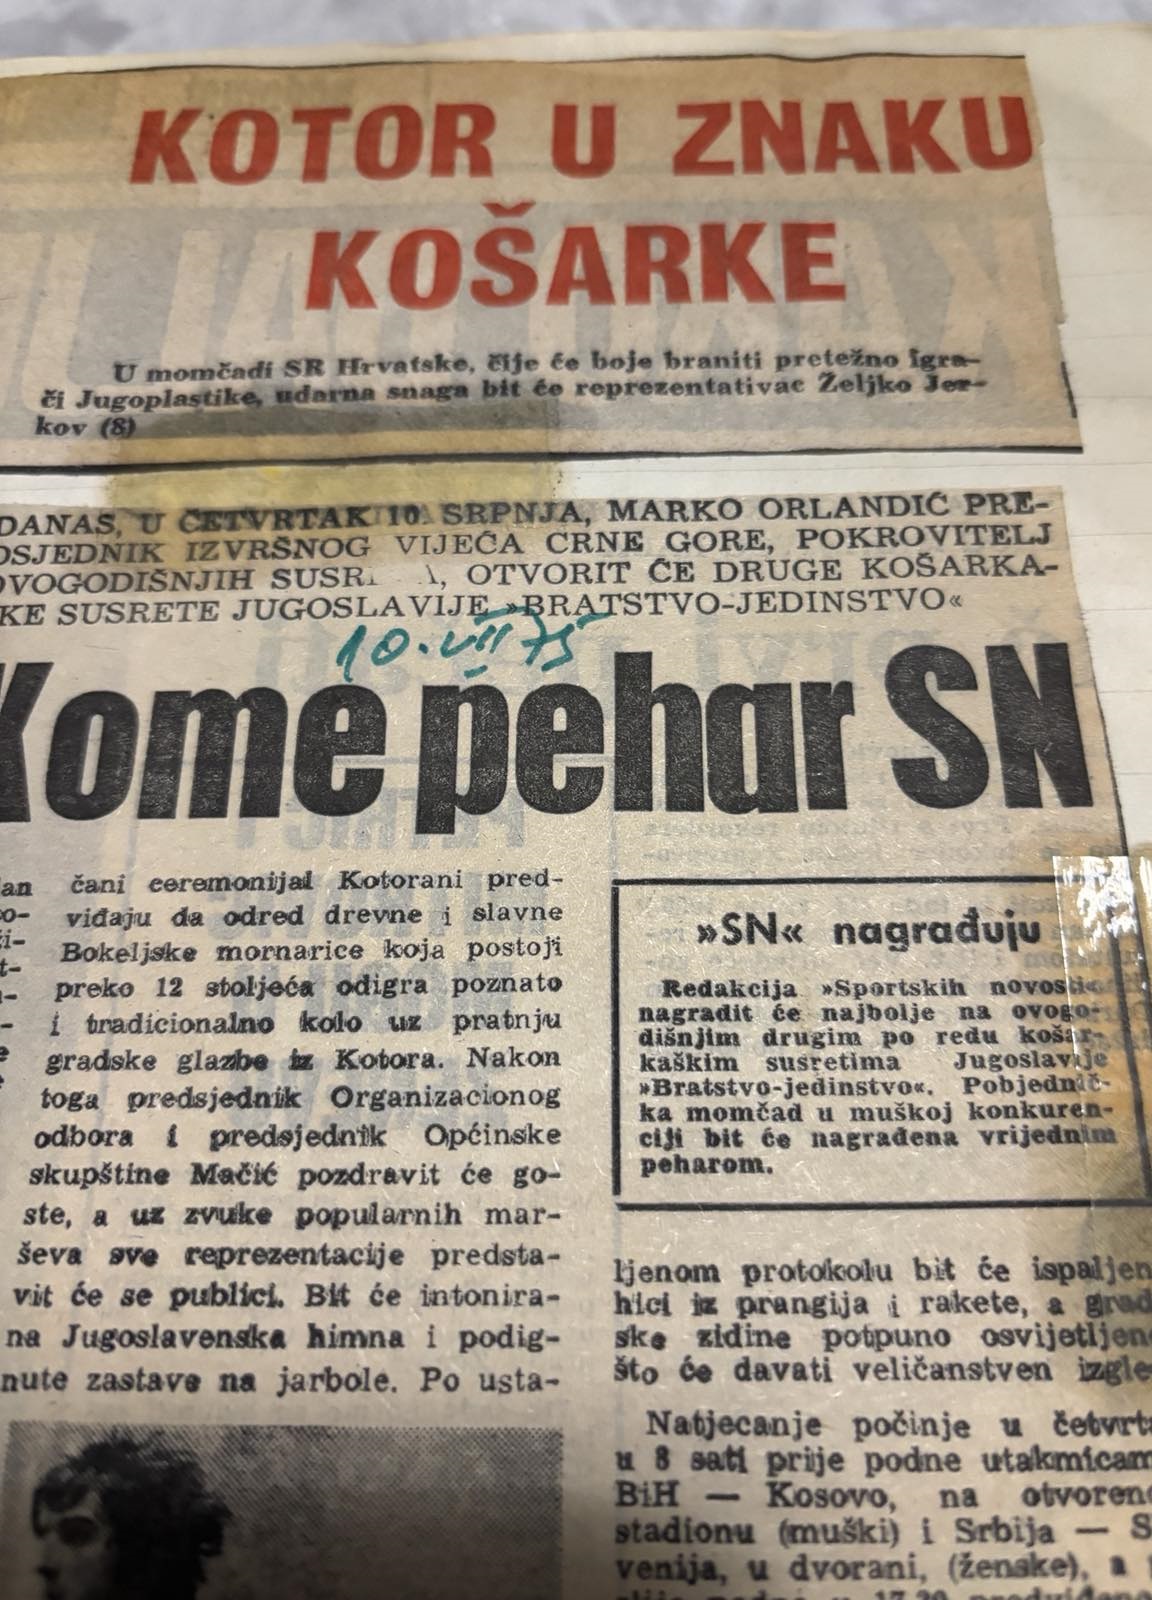 KOTOR U ZNAKU
KOŠARKE
U momčadi SR Hrvatske, čije će boje braniti pretežno igra-
či Jugoplastike, udarna snaga bit će reprezentativac Željko Jer-
kov (8)
DANAS, U ČETVRTAK 10. SRPNJA, MARKO ORLANDIĆ PRE-
DSJEDNIK IZVRŠNOG VIJEĆA CRNE GORE, POKROVITELJ
OVOGODIŠNJIH OTVORIT ĆE DRUGE KOŠARKA-
KE SUSRETE JUGOSLAVIJE »BRATSTVO-JEDINSTVO«
10. VII 75
Kome pehar SN
čani ceremonijal Kotorani pred-
viđaju da odred drevne i slavne
Bokeljske mornarice koja postoji
preko 12 stoljeća odigra poznato
i tradicionalno kolo uz pratnju
gradske glazbe iz Kotora. Nakon
toga predsjednik Organizacionog
odbora i predsjednik Općinske
skupštine Mačić pozdravit će go-
ste, a uz zvuke popularnih mar-
ševa sve reprezentacije predsta-
vit će se publici. Bit će intonira-
na Jugoslavenska himna i podig-
nute zastave na jarbole. Po usta-
»SN« nagrađuju
Redakcija »Sportskih novosti«
nagradit će najbolje na ovogo-
dišnjim drugim po redu košar-
kaškim susretima Jugoslavije
»Bratstvo-jedinstvo«. Pobjednič-
ka momčad u muškoj konkuren-
ciji bit će nagrađena vrijednim
peharom.
ljenom protokolu bit će ispaljen
hici iz prangija i rakete, a grad
ske zidine potpuno osvijetljen
što će davati veličanstven izgle
Natjecanje počinje u četvrt
u 8 sati prije podne utakmicam
BiH — Kosovo, na otvoren
stadionu (muški) i Srbija — S
venija, u dvorani, (ženske), a